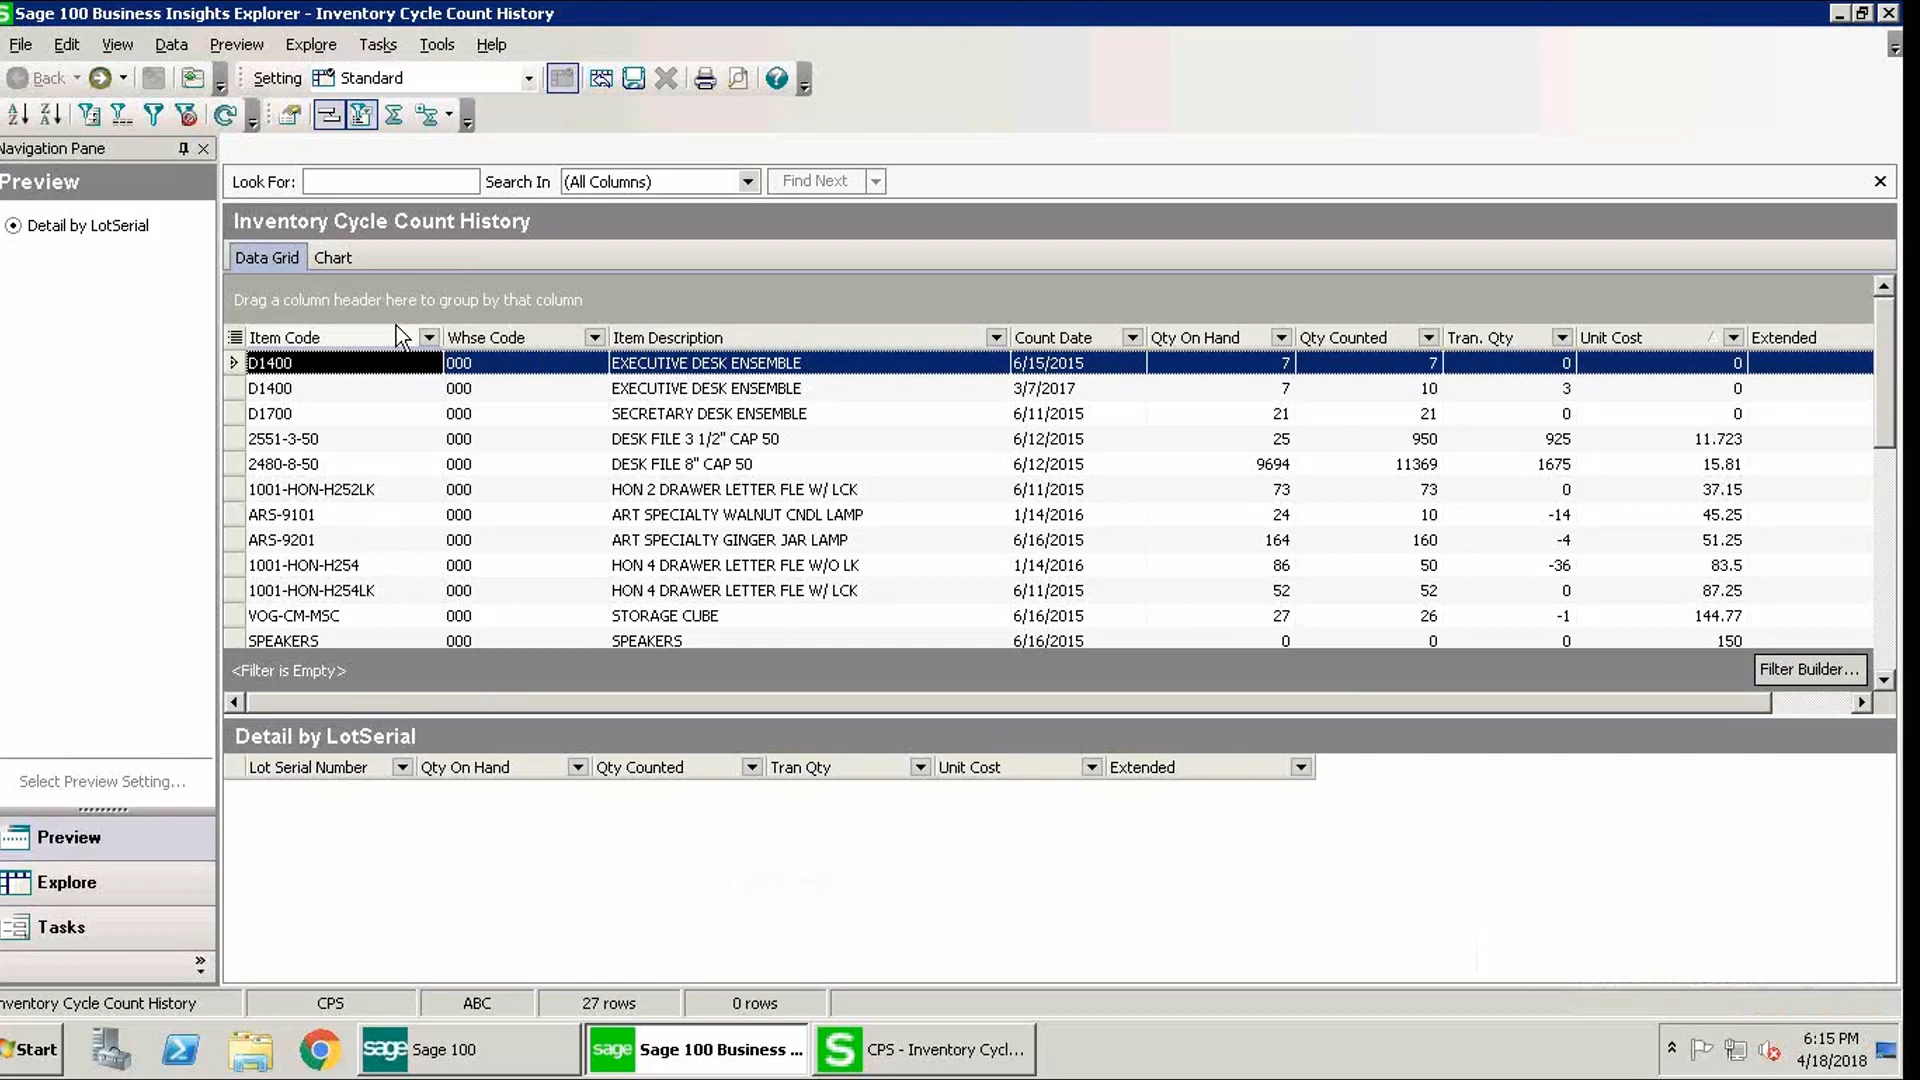 S Sage 100 Business Insights Explorer - Inventory Cycle Count History
File Edit View Data Preview Explore Tasks Tools Help
Back Setting Standard
Navigation Pane
Preview
Detail by LotSerial
Look For: Search In (All Columns) Find Next
Inventory Cycle Count History
Data Grid Chart
Drag a column header here to group by that column
Item Code Whse Code Item Description Count Date Qty On Hand Qty Counted Tran. Qty Unit Cost Extended
D1400 000 EXECUTIVE DESK ENSEMBLE 6/15/2015 7 7 0 0
D1400 000 EXECUTIVE DESK ENSEMBLE 3/7/2017 7 10 3 0
D1700 000 SECRETARY DESK ENSEMBLE 6/11/2015 21 21 0 0
2551-3-50 000 DESK FILE 3 1/2" CAP 50 6/12/2015 25 950 925 11.723
2480-8-50 000 DESK FILE 8" CAP 50 6/12/2015 9694 11369 1675 15.81
1001-HON-H252LK 000 HON 2 DRAWER LETTER FLE W/ LCK 6/11/2015 73 73 0 37.15
ARS-9101 000 ART SPECIALTY WALNUT CNDL LAMP 1/14/2016 24 10 -14 45.25
ARS-9201 000 ART SPECIALTY GINGER JAR LAMP 6/16/2015 164 160 -4 51.25
1001-HON-H254 000 HON 4 DRAWER LETTER FLE W/O LK 1/14/2016 86 50 -36 83.5
1001-HON-H254LK 000 HON 4 DRAWER LETTER FLE W/ LCK 6/11/2015 52 52 0 87.25
VOG-CM-MSC 000 STORAGE CUBE 6/16/2015 27 26 -1 144.77
SPEAKERS 000 SPEAKERS 6/16/2015 0 0 0 150
<Filter is Empty> Filter Builder...
Detail by LotSerial
Lot Serial Number Qty On Hand Qty Counted Tran Qty Unit Cost Extended
Select Preview Setting...
Preview
Explore
Tasks
nventory Cycle Count History CPS ABC 27 rows 0 rows
Start sage Sage 100 sage Sage 100 Business ... S CPS - Inventory Cycl... 6:15 PM
4/18/2018